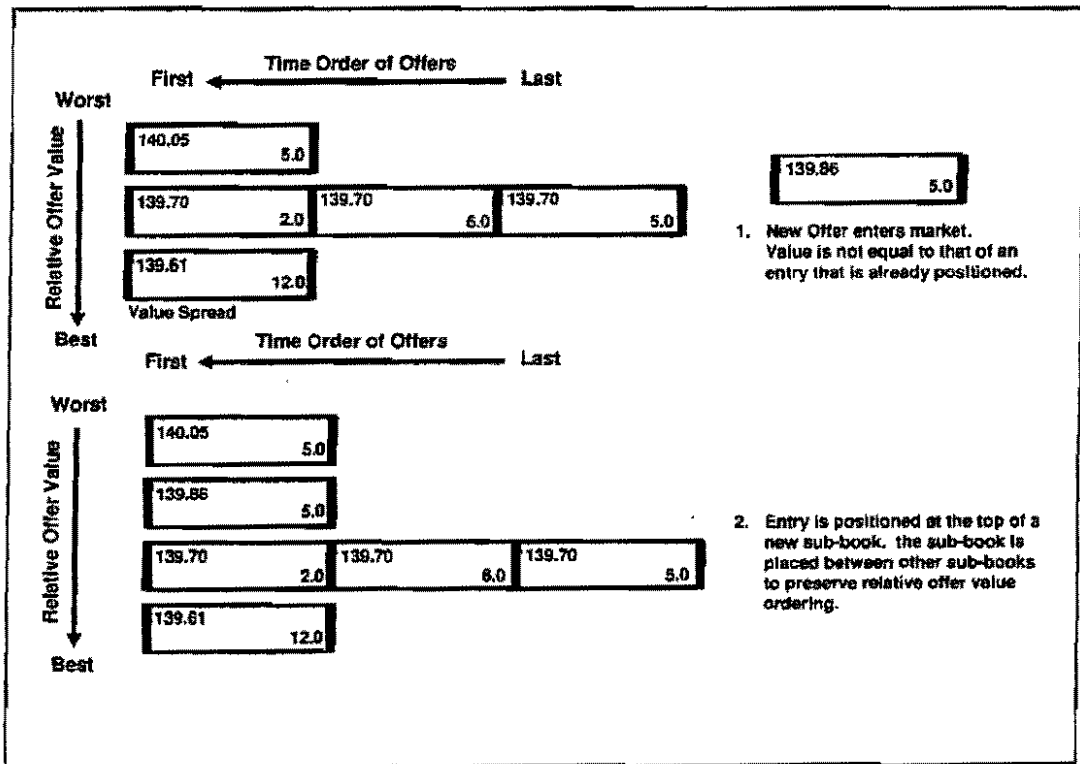 Time Order of Offers
First Last
Worst
Relative Offer Value
140.05
5.0
139.70 139.70 139.70
2.0 6.0 5.0
139.61
12.0
Value Spread
Best
139.86
5.0
1. New Offer enters market.
Value is not equal to that of an
entry that is already positioned.
Time Order of Offers
First Last
Worst
Relative Offer Value
140.05
5.0
139.86
5.0
139.70 139.70 139.70
2.0 6.0 5.0
139.61
12.0
Best
2. Entry is positioned at the top of a
new sub-book. the sub-book is
placed between other sub-books
to preserve relative offer value
ordering.